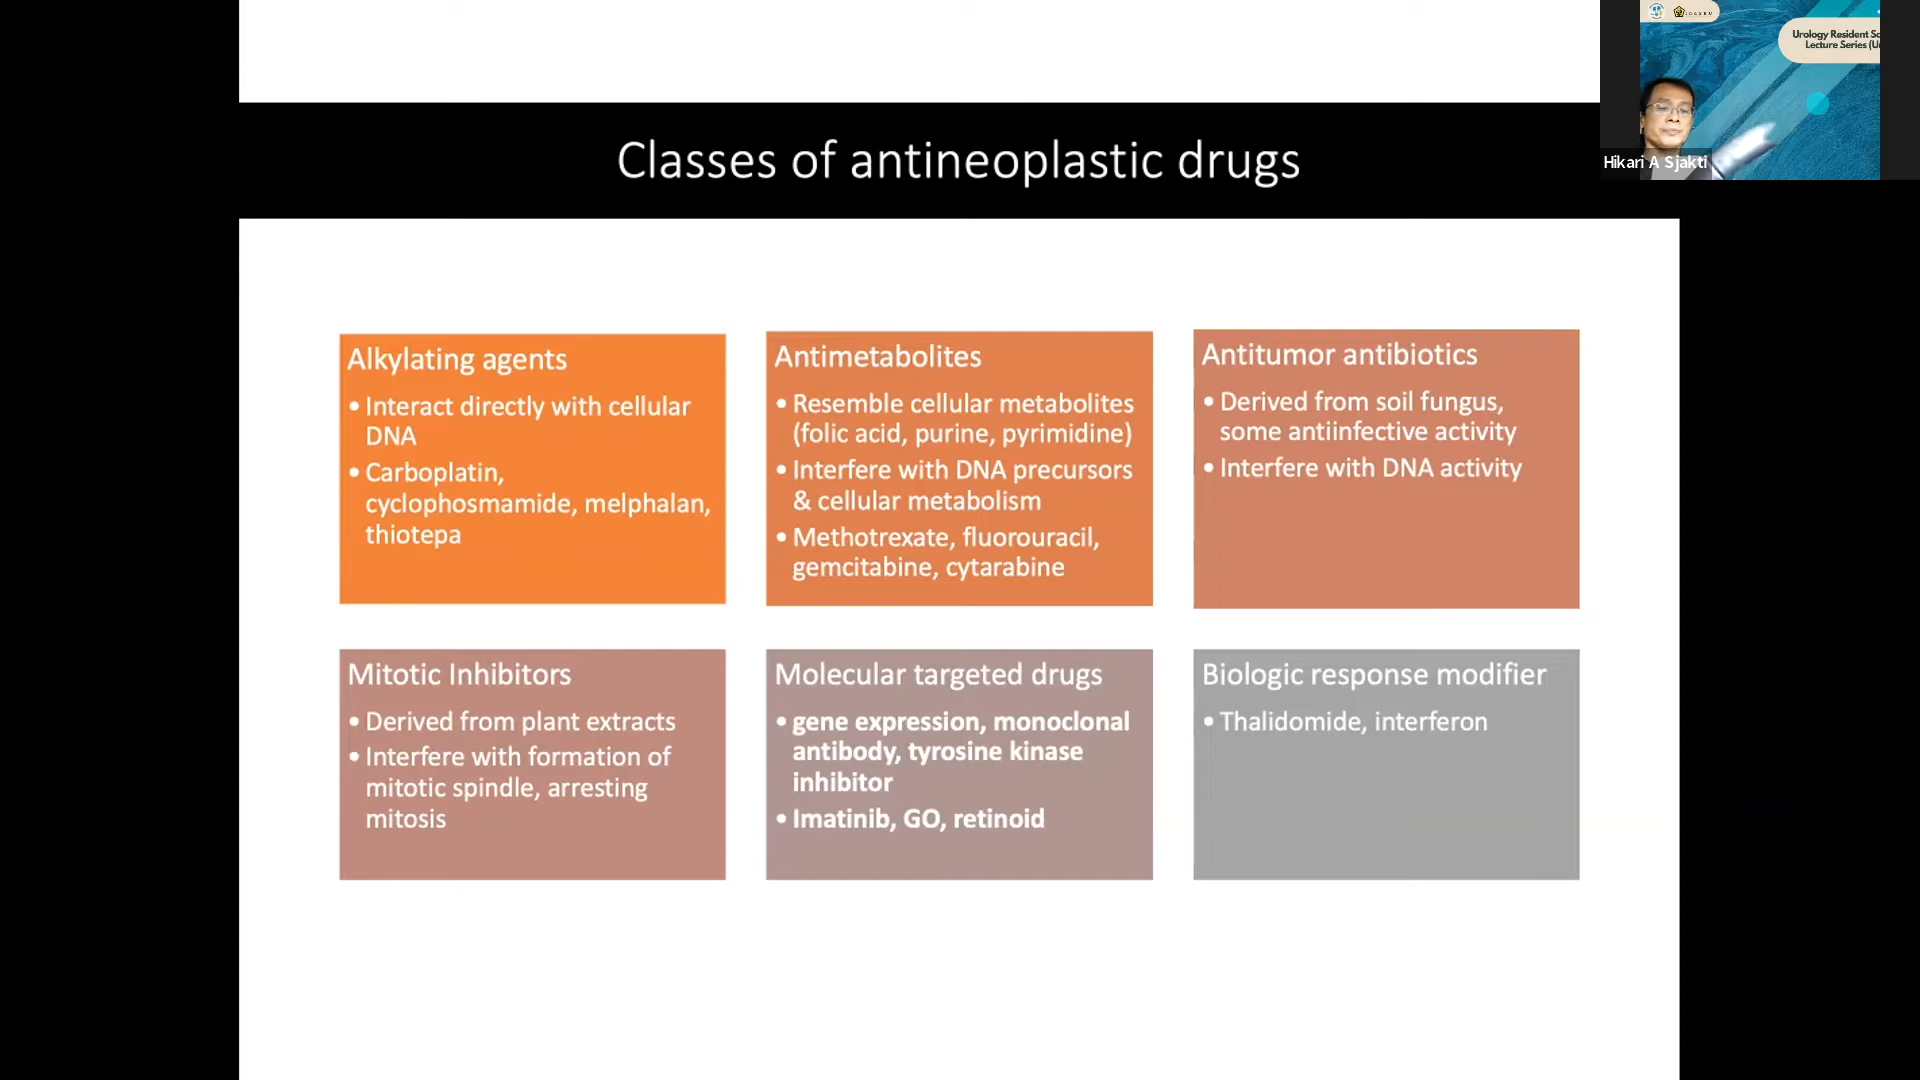 Urology Resident
Lecture Series
Hikari A Sjakti
Classes of antineoplastic drugs
Alkylating agents
• Interact directly with cellular
DNA
• Carboplatin,
cyclophosmamide, melphalan,
thiotepa
Antimetabolites
• Resemble cellular metabolites
(folic acid, purine, pyrimidine)
• Interfere with DNA precursors
& cellular metabolism
• Methotrexate, fluorouracil,
gemcitabine, cytarabine
Antitumor antibiotics
• Derived from soil fungus,
some antiinfective activity
• Interfere with DNA activity
Mitotic Inhibitors
• Derived from plant extracts
• Interfere with formation of
mitotic spindle, arresting
mitosis
Molecular targeted drugs
• gene expression, monoclonal
antibody, tyrosine kinase
inhibitor
• Imatinib, GO, retinoid
Biologic response modifier
• Thalidomide, interferon